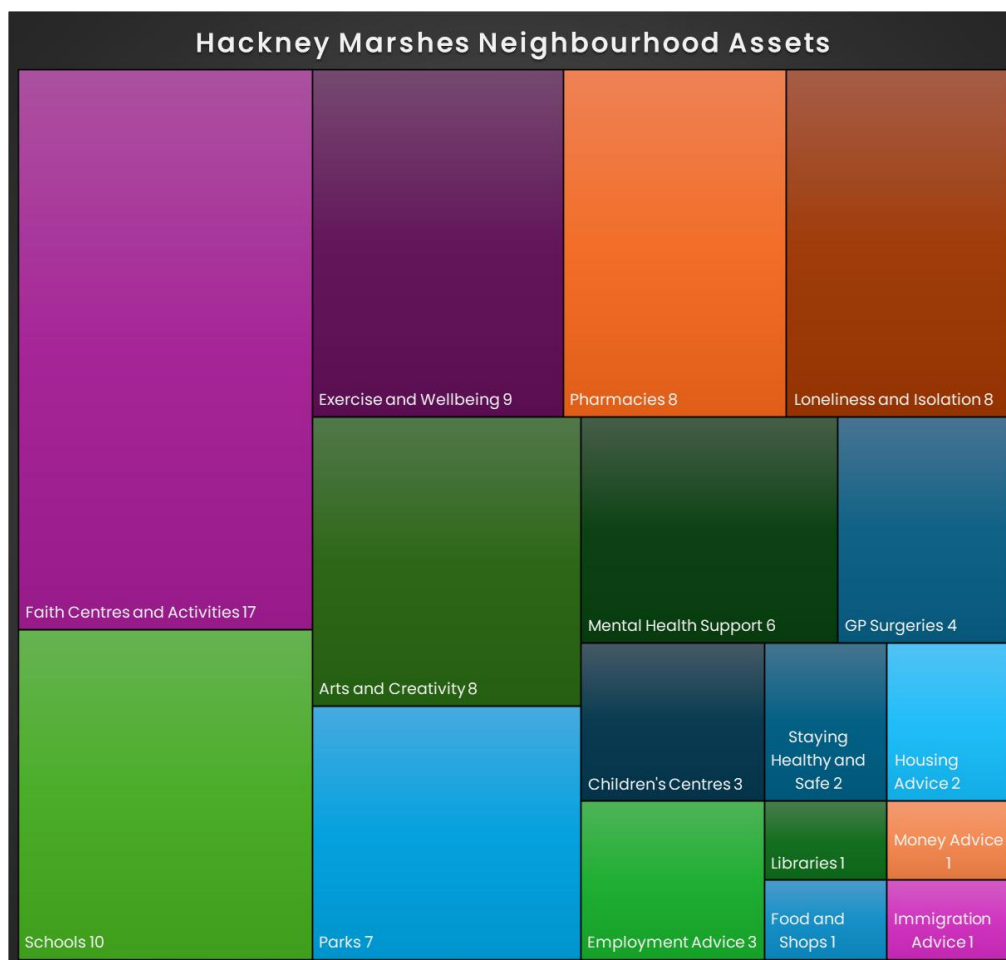 Hackney Marshes Neighbourhood Assets
Exercise and Wellbeing 9
Pharmacies 8
Loneliness and Isolation 8
Faith Centres and Activities 17
Mental Health Support 6
GP Surgeries 4
Arts and Creativity 8
Staying
Healthy and
Safe 2
Housing
Advice 2
Children's Centres 3
Libraries 1
Money Advice
1
Schools 10
Parks 7
Employment Advice 3
Food and
Shops 1
Immigration
Advice 1